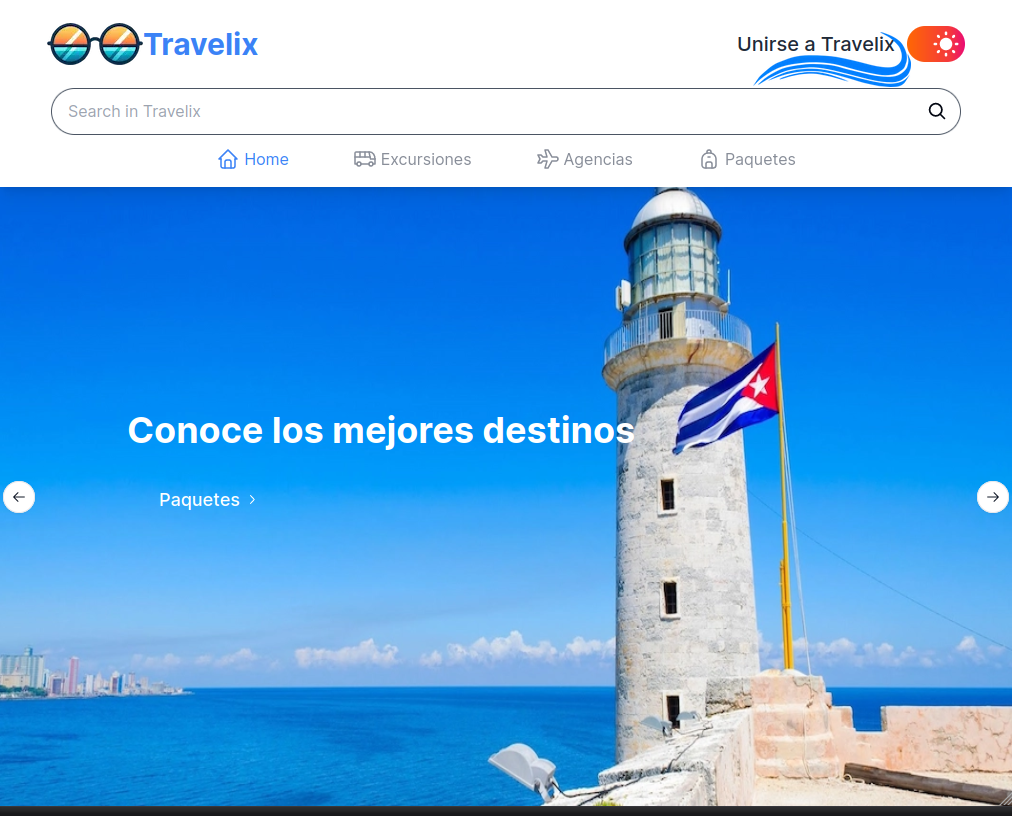 Travelix
Unirse a Travelix
Search in Travelix
Home
Excursiones
Agencias
Paquetes
Conoce los mejores destinos
Paquetes